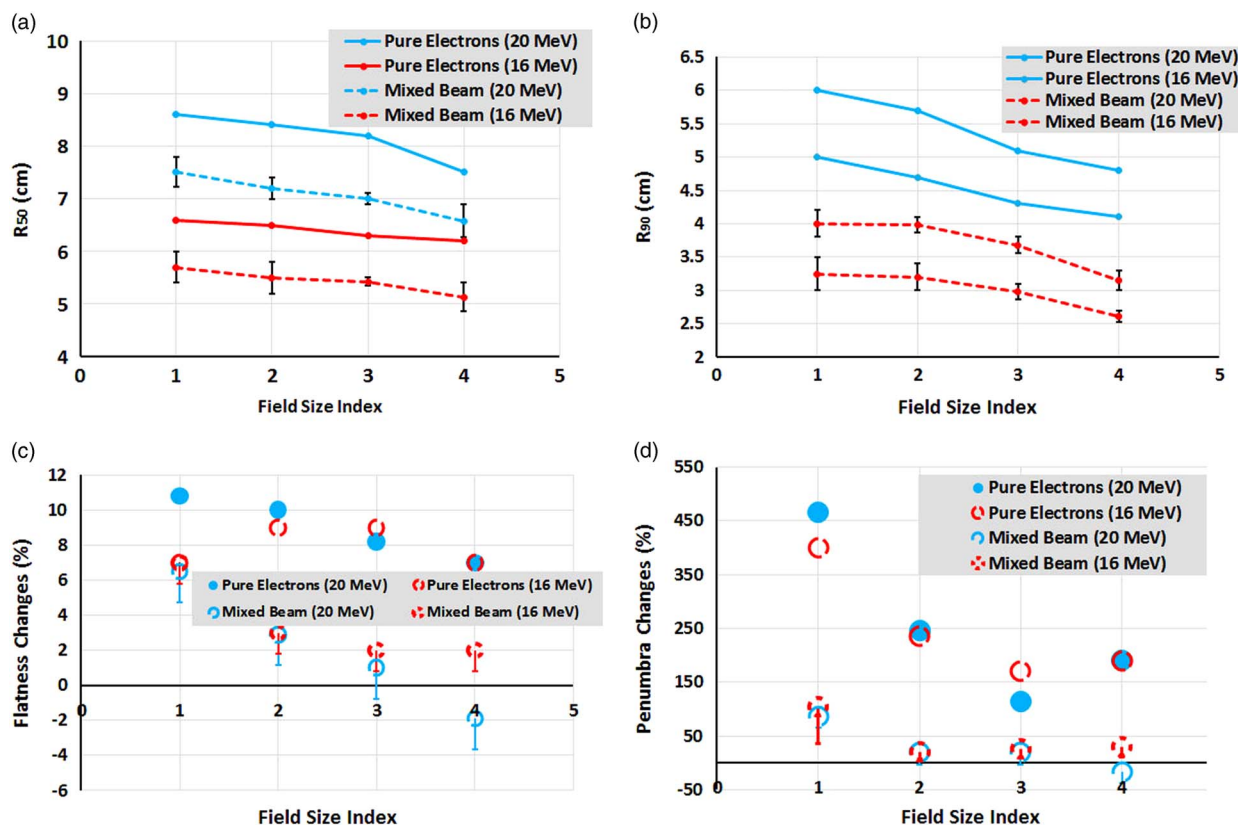 (a)
10
9
8
7
6
5
4
R50 (cm)
0 1 2 3 4 5
Field Size Index
Pure Electrons (20 MeV)
Pure Electrons (16 MeV)
Mixed Beam (20 MeV)
Mixed Beam (16 MeV)
(b)
6.5
6
5.5
5
4.5
4
3.5
3
2.5
2
R90 (cm)
0 1 2 3 4 5
Field Size Index
Pure Electrons (20 MeV)
Pure Electrons (16 MeV)
Mixed Beam (20 MeV)
Mixed Beam (16 MeV)
(c)
12
10
8
6
4
2
0
-2
-4
-6
Flatness Changes (%)
0 1 2 3 4 5
Field Size Index
Pure Electrons (20 MeV) Pure Electrons (16 MeV)
Mixed Beam (20 MeV) Mixed Beam (16 MeV)
(d)
550
450
350
250
150
50
-50
Penumbra Changes (%)
0 1 2 3 4
Field Size Index
Pure Electrons (20 MeV)
Pure Electrons (16 MeV)
Mixed Beam (20 MeV)
Mixed Beam (16 MeV)